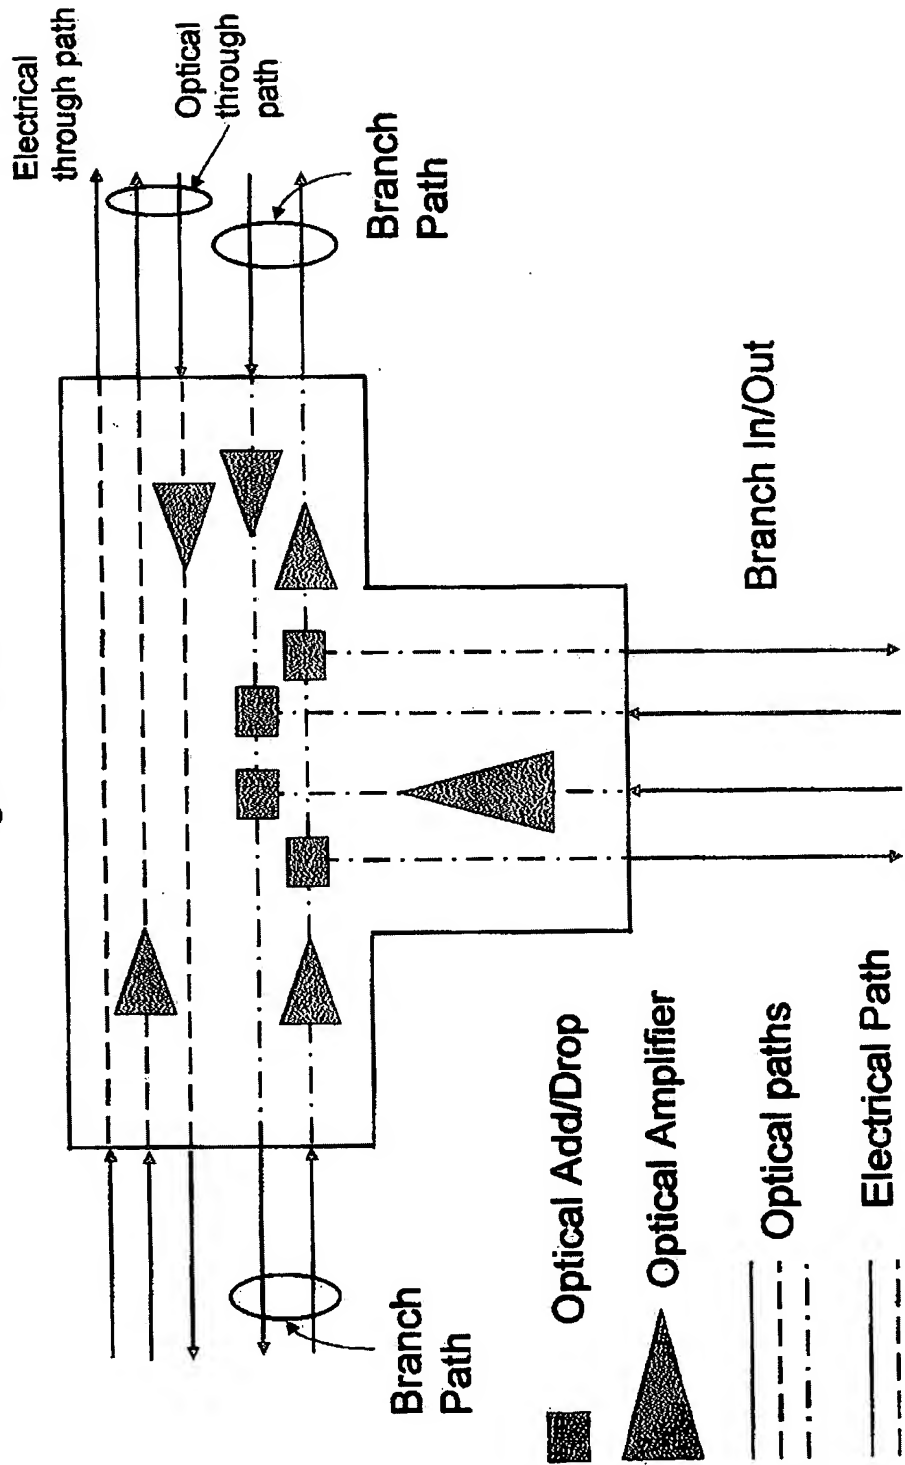 Electrical
through path
Optical
through
path
Branch
Path
Branch In/Out
Branch
Path
Optical Add/Drop
Optical Amplifier
Optical paths
Electrical Path